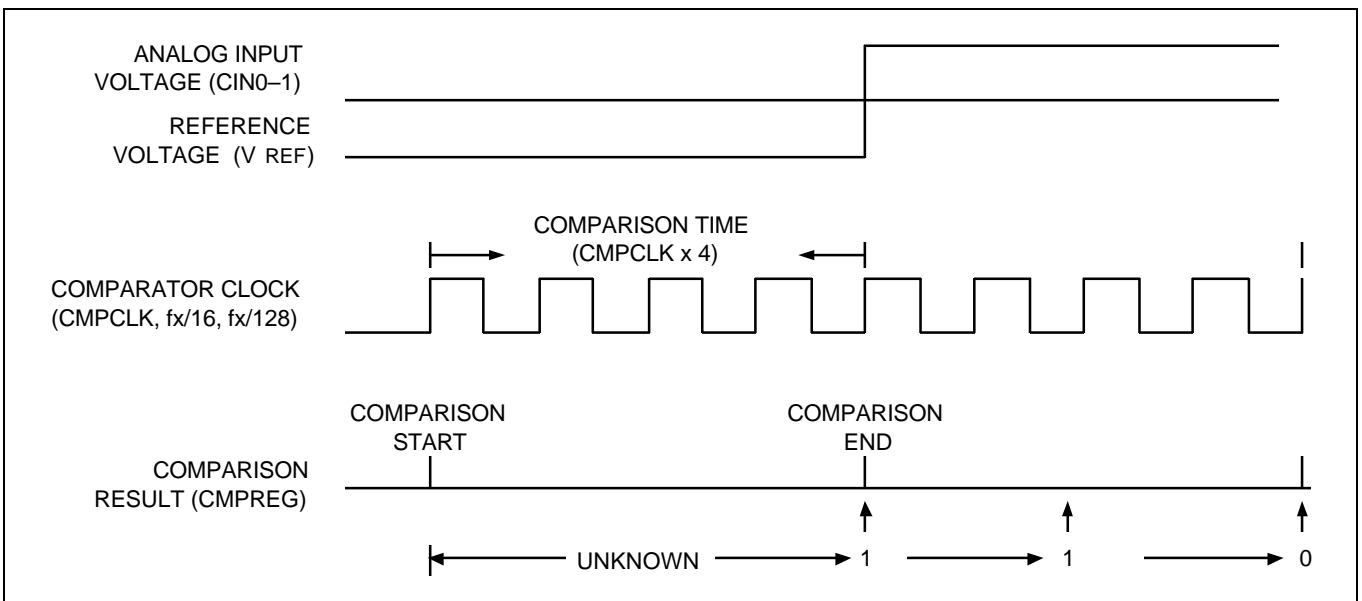 ANALOG INPUT
VOLTAGE (CIN0–1)
REFERENCE
VOLTAGE (V REF)
COMPARISON TIME
(CMPCLK x 4)
COMPARATOR CLOCK
(CMPCLK, fx/16, fx/128)
COMPARISON
START
COMPARISON
END
COMPARISON
RESULT (CMPREG)
UNKNOWN 1 1 0